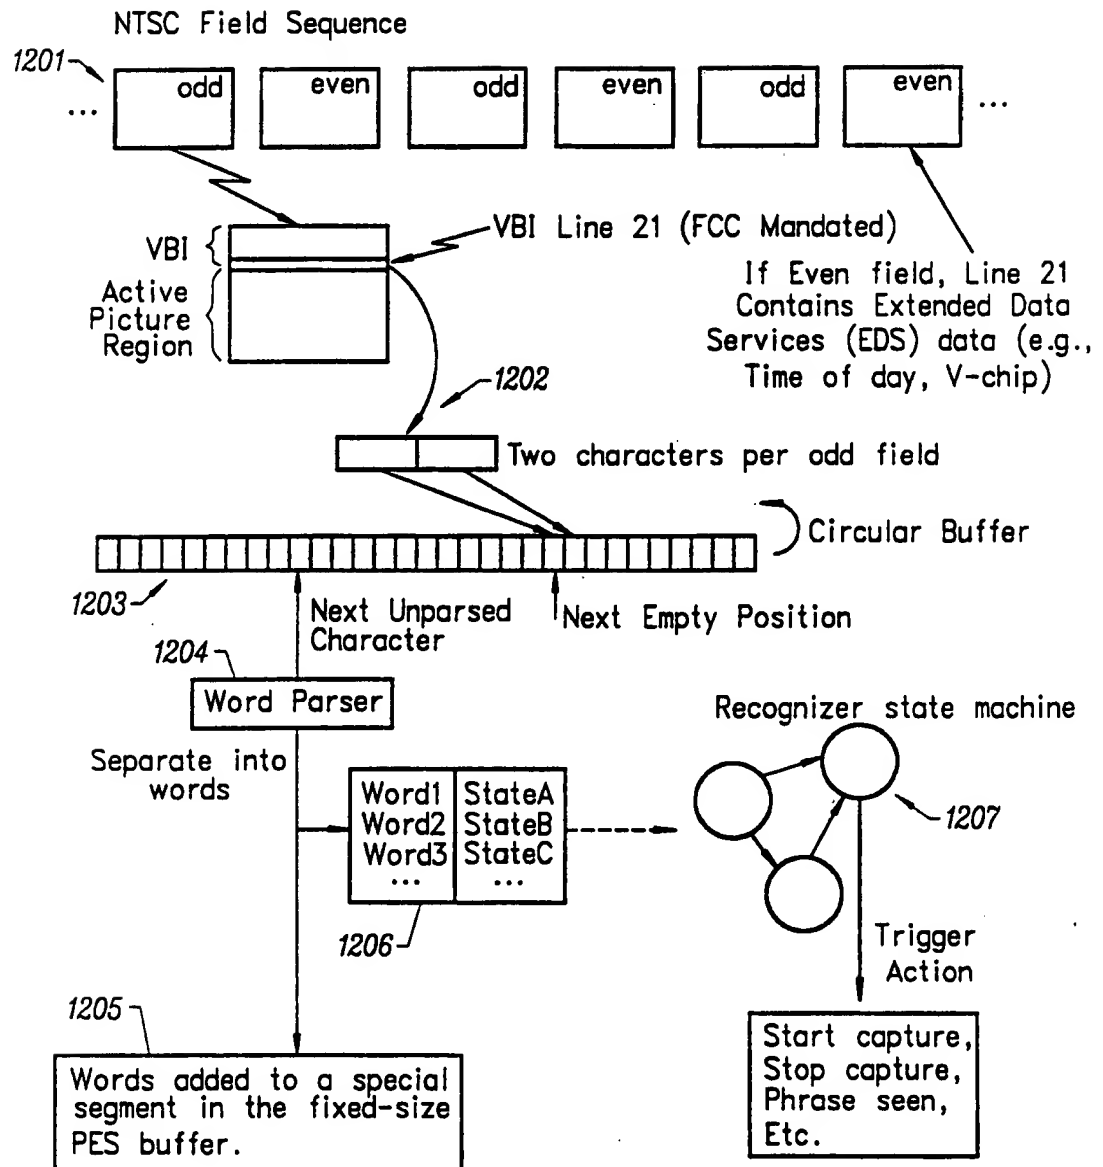 NTSC Field Sequence
1201
... odd even odd even odd even ...
VBI
VBI Line 21 (FCC Mandated)
Active
Picture
Region
If Even field, Line 21
Contains Extended Data
Services (EDS) data (e.g.,
Time of day, V-chip)
1202
Two characters per odd field
Circular Buffer
1203
Next Unparsed
Character
Next Empty Position
1204
Word Parser
Separate into
words
Word1 StateA
Word2 StateB
Word3 StateC
... ...
1206
Recognizer state machine
1207
Trigger
Action
1205
Words added to a special
segment in the fixed-size
PES buffer.
Start capture,
Stop capture,
Phrase seen,
Etc.